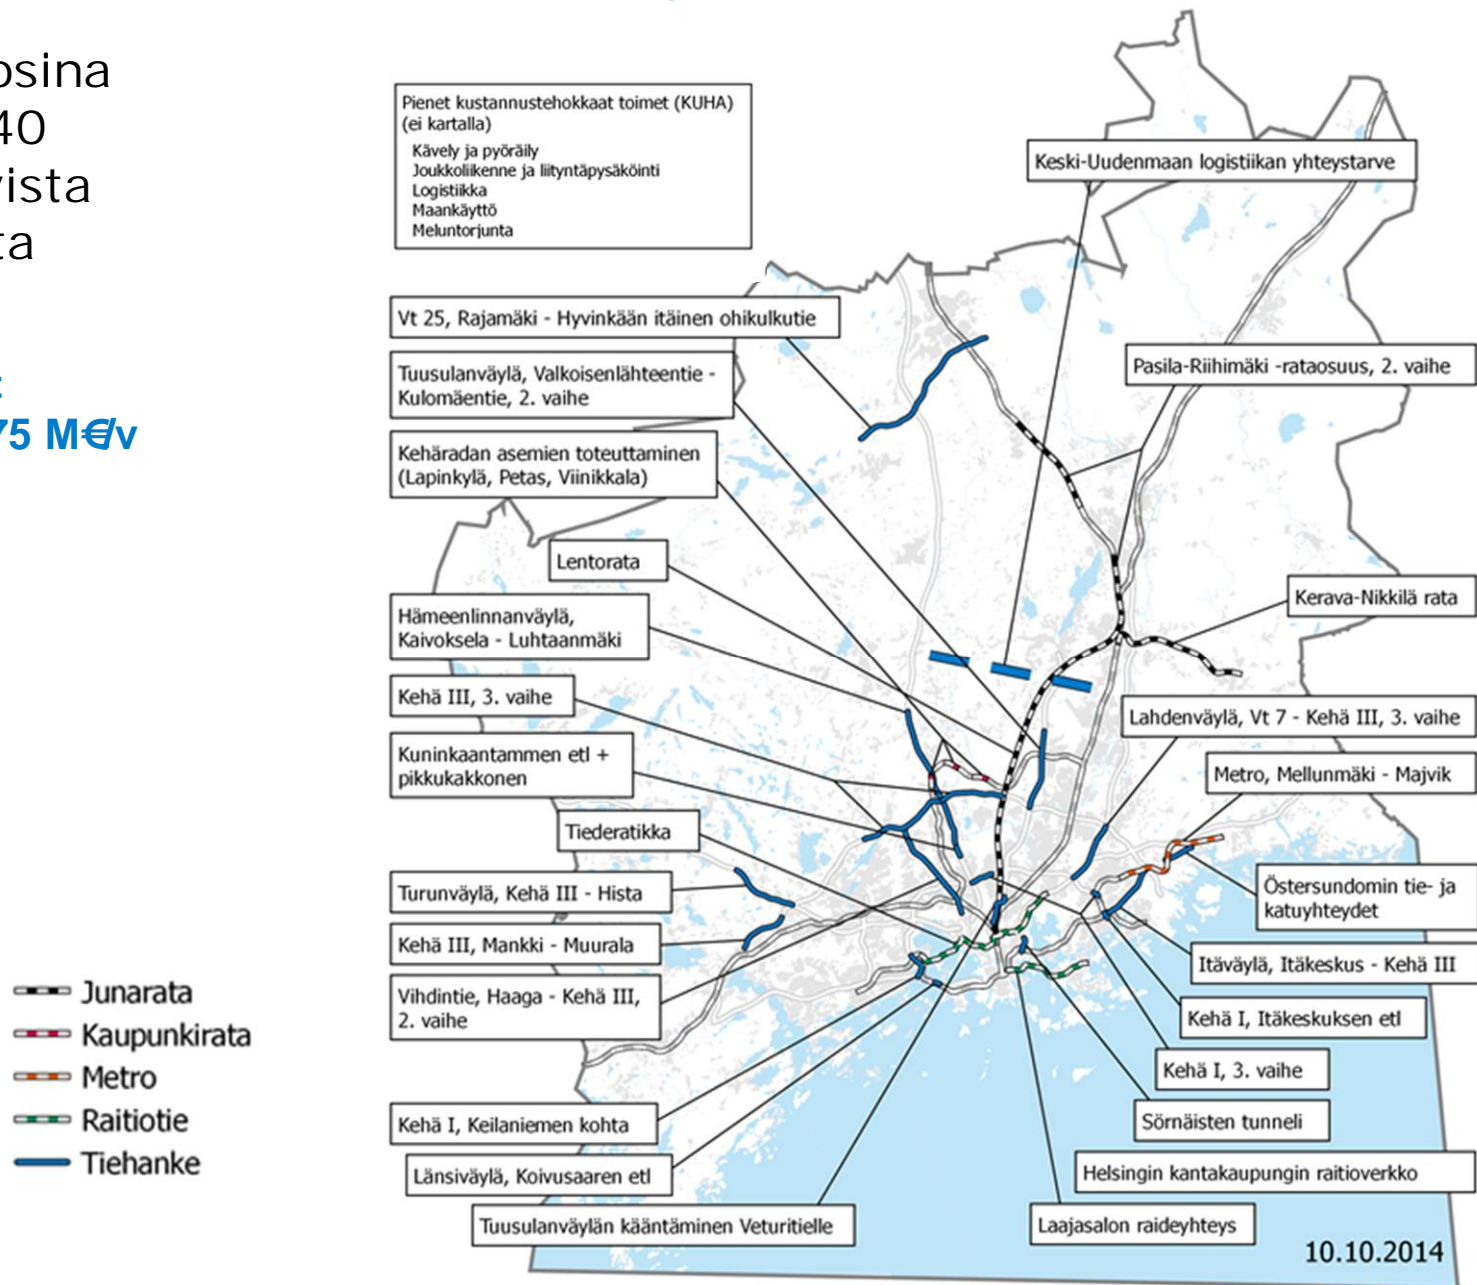 osina
40
vista
ta
75 M€/v
Pienet kustannustehokkaat toimet (KUHA)
(ei kartalla)
Kävely ja pyöräily
Joukkoliikenne ja liityntäpysäköinti
Logistiikka
Maankäyttö
Meluntorjunta
Keski-Uudenmaan logistiikan yhteystarve
Vt 25, Rajamäki - Hyvinkään itäinen ohikulkutie
Tuusulanväylä, Valkoisenlähteentie -
Kulomäentie, 2. vaihe
Pasila-Riihimäki -rataosuus, 2. vaihe
Kehäradan asemien toteuttaminen
(Lapinkylä, Petas, Viinikkala)
Lentorata
Kerava-Nikkilä rata
Hämeenlinnanväylä,
Kaivoksela - Luhtaanmäki
Kehä III, 3. vaihe
Lahdenväylä, Vt 7 - Kehä III, 3. vaihe
Kuninkaantammen etl +
pikkukakkonen
Metro, Mellunmäki - Majvik
Tiederatikka
Turunväylä, Kehä III - Hista
Östersundomin tie- ja
katuyhteydet
Kehä III, Mankki - Muurala
Itäväylä, Itäkeskus - Kehä III
Vihdintie, Haaga - Kehä III,
2. vaihe
Kehä I, Itäkeskuksen etl
Kehä I, 3. vaihe
Kehä I, Keilaniemen kohta
Sörnäisten tunneli
Länsiväylä, Koivusaaren etl
Helsingin kantakaupungin raitioverkko
Tuusulanväylän kääntäminen Veturitielle
Laajasalon raideyhteys
Junarata
Kaupunkirata
Metro
Raitiotie
Tiehanke
10.10.2014